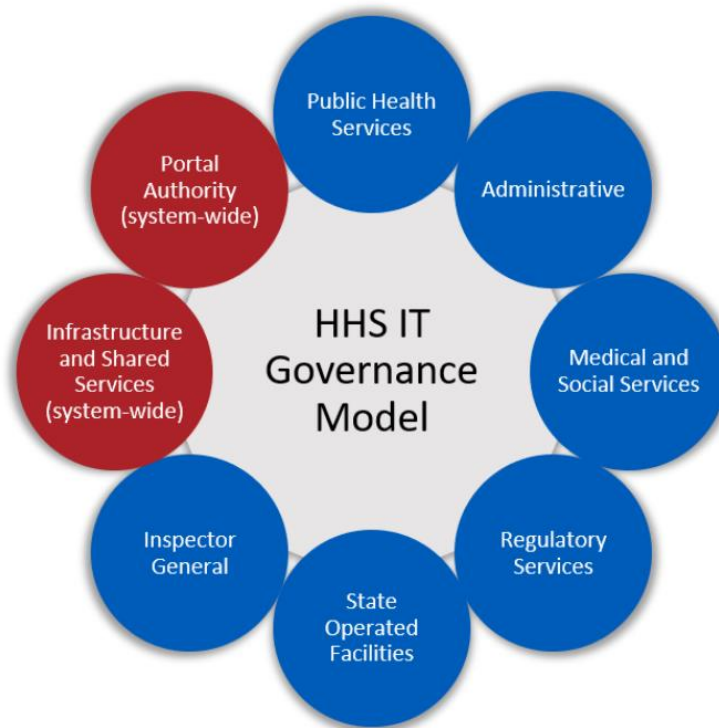 Public Health
Services
Administrative
Medical and
Social Services
Regulatory
Services
State
Operated
Facilities
Inspector
General
Infrastructure
and Shared
Services
(system-wide)
Portal
Authority
(system-wide)
HHS IT
Governance
Model